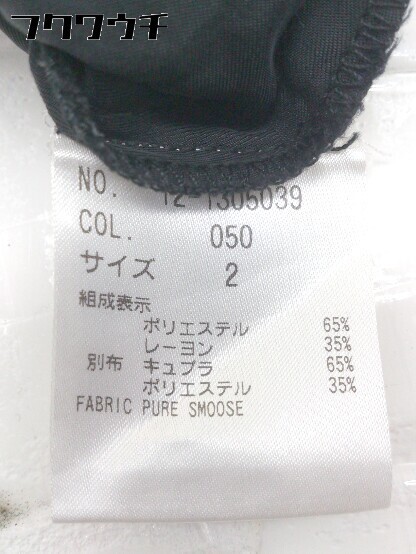 フクワウチ
NO. 12-1305039
COL. 050
サイズ 2
組成表示
ポリエステル 65%
レーヨン 35%
別布 キュプラ 65%
ポリエステル 35%
FABRIC PURE SMOOSE